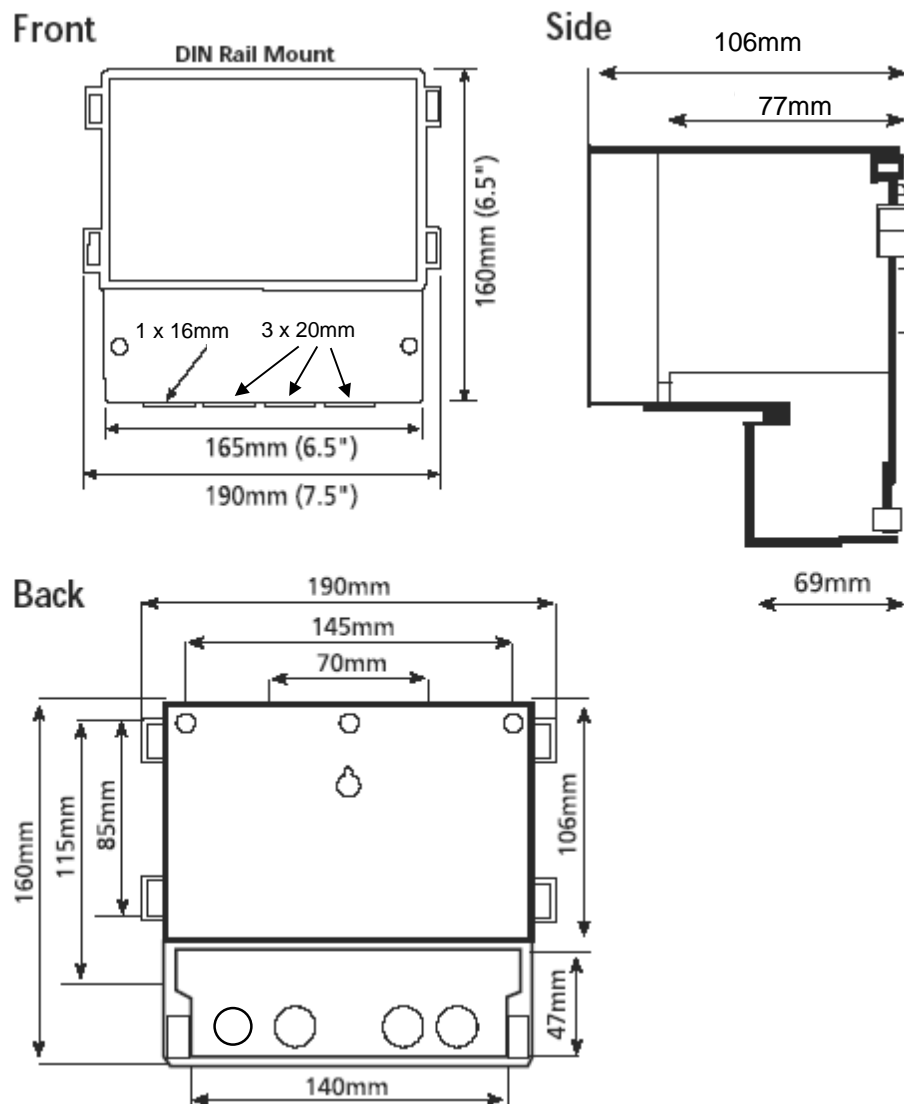 Front
DIN Rail Mount
160mm (6.5")
1 x 16mm
3 x 20mm
165mm (6.5")
190mm (7.5")
Side
106mm
77mm
69mm
Back
190mm
145mm
70mm
160mm
115mm
85mm
106mm
47mm
140mm